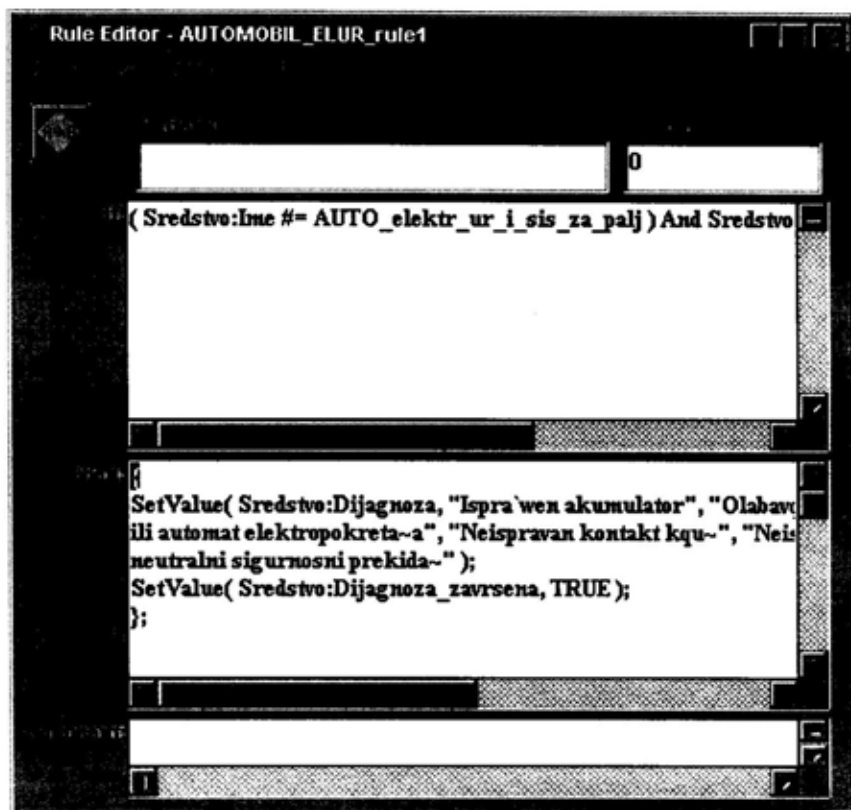 Rule Editor - AUTOMOBIL_ELUR_rule1
0
( Sredstvo:Ime #= AUTO_elektr_ur_i_sis_za_palj ) And Sredstvo
{
SetValue( Sredstvo:Dijagnoza, "Ispra`wen akumulator", "Olabavo
ili automat elektropokreta~a", "Neispravan kontakt kqu~", "Neis
neutralni sigurnosni prekida~" );
SetValue( Sredstvo:Dijagnoza_zavrsena, TRUE );
};